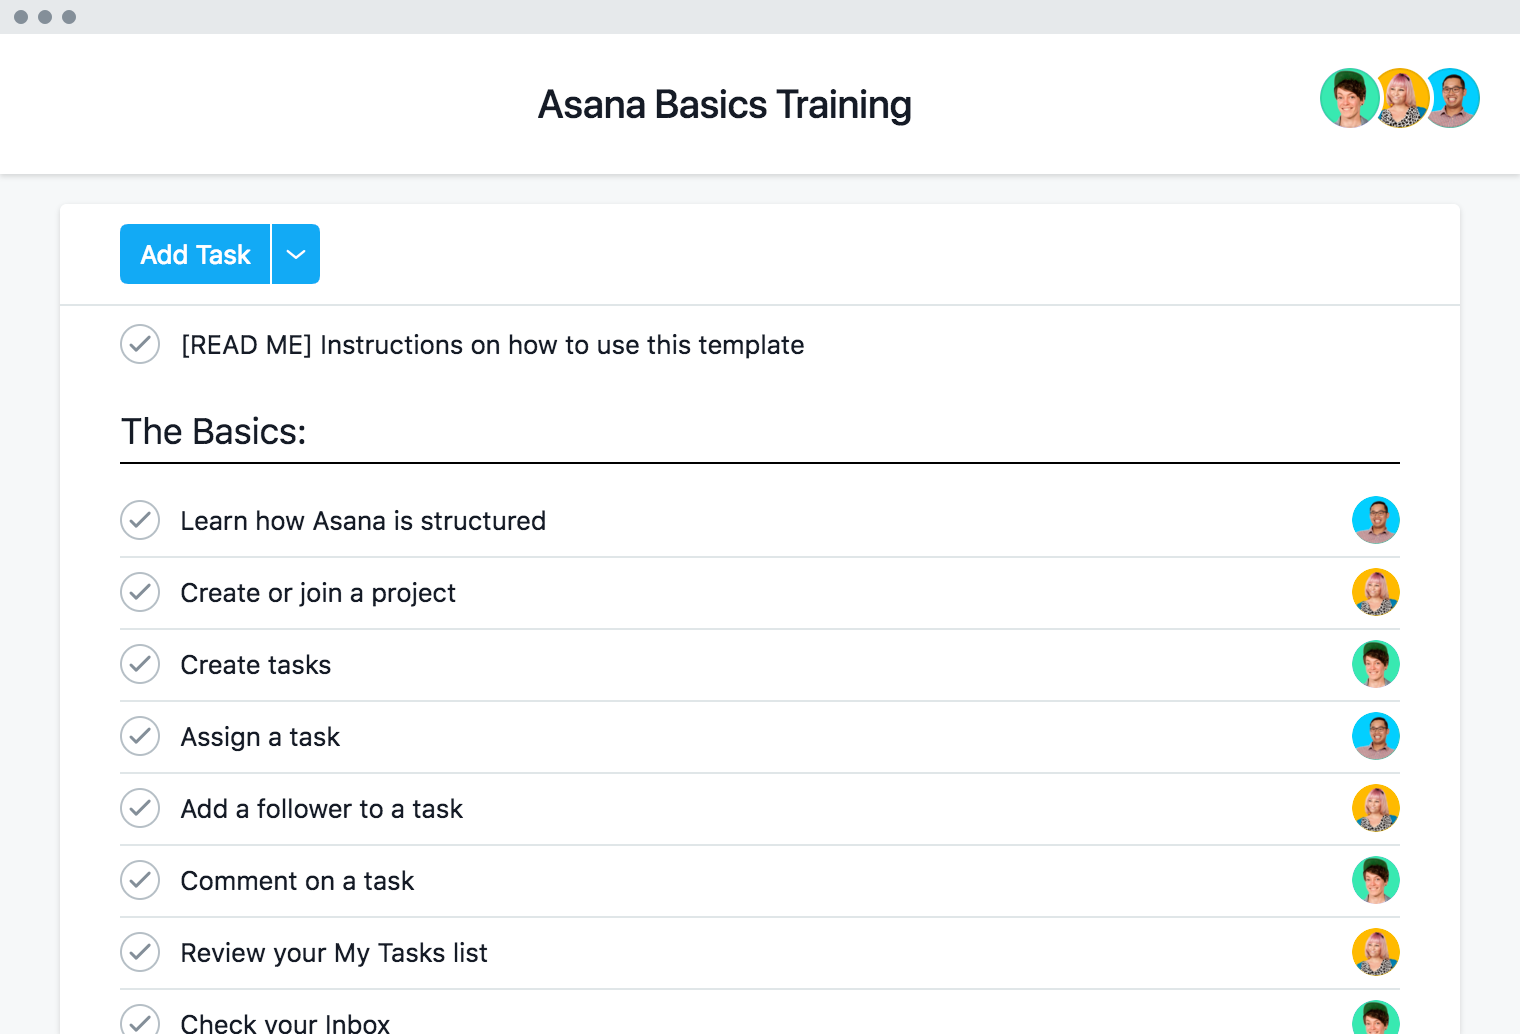 Asana Basics Training
Add Task
[READ ME] Instructions on how to use this template
The Basics:
Learn how Asana is structured
Create or join a project
Create tasks
Assign a task
Add a follower to a task
Comment on a task
Review your My Tasks list
Check your Inbox